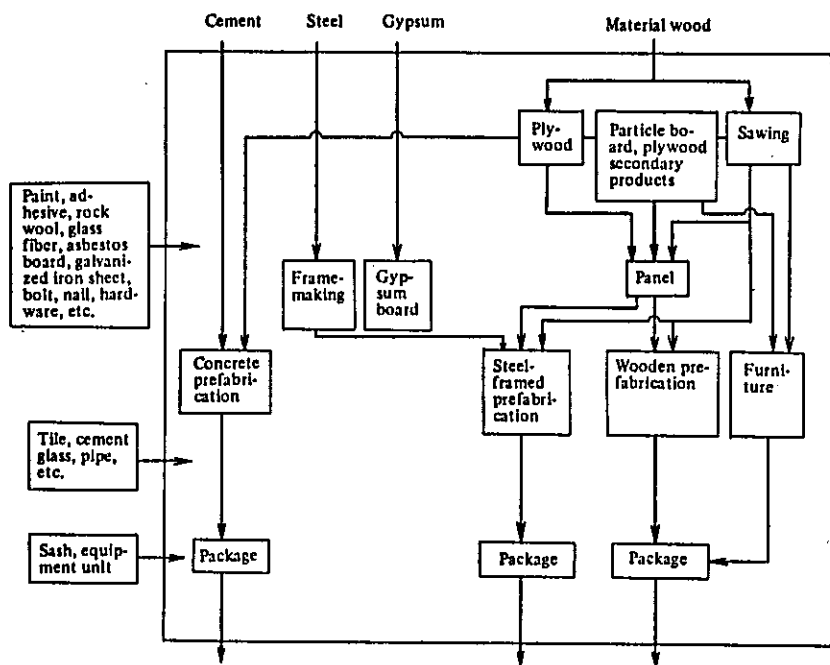 Cement
Steel
Gypsum
Material wood
Ply-
wood
Particle bo-
ard, plywood
secondary
products
Sawing
Paint, ad-
hesive, rock
wool, glass
fiber, asbestos
board, galvani-
zed iron sheet,
bolt, nail, hard-
ware, etc.
Frame-
making
Gyp-
sum
board
Panel
Concrete
prefabri-
cation
Steel-
framed
prefabri-
cation
Wooden pre-
fabrication
Furni-
ture
Tile, cement
glass, pipe,
etc.
Sash, equip-
ment unit
Package
Package
Package